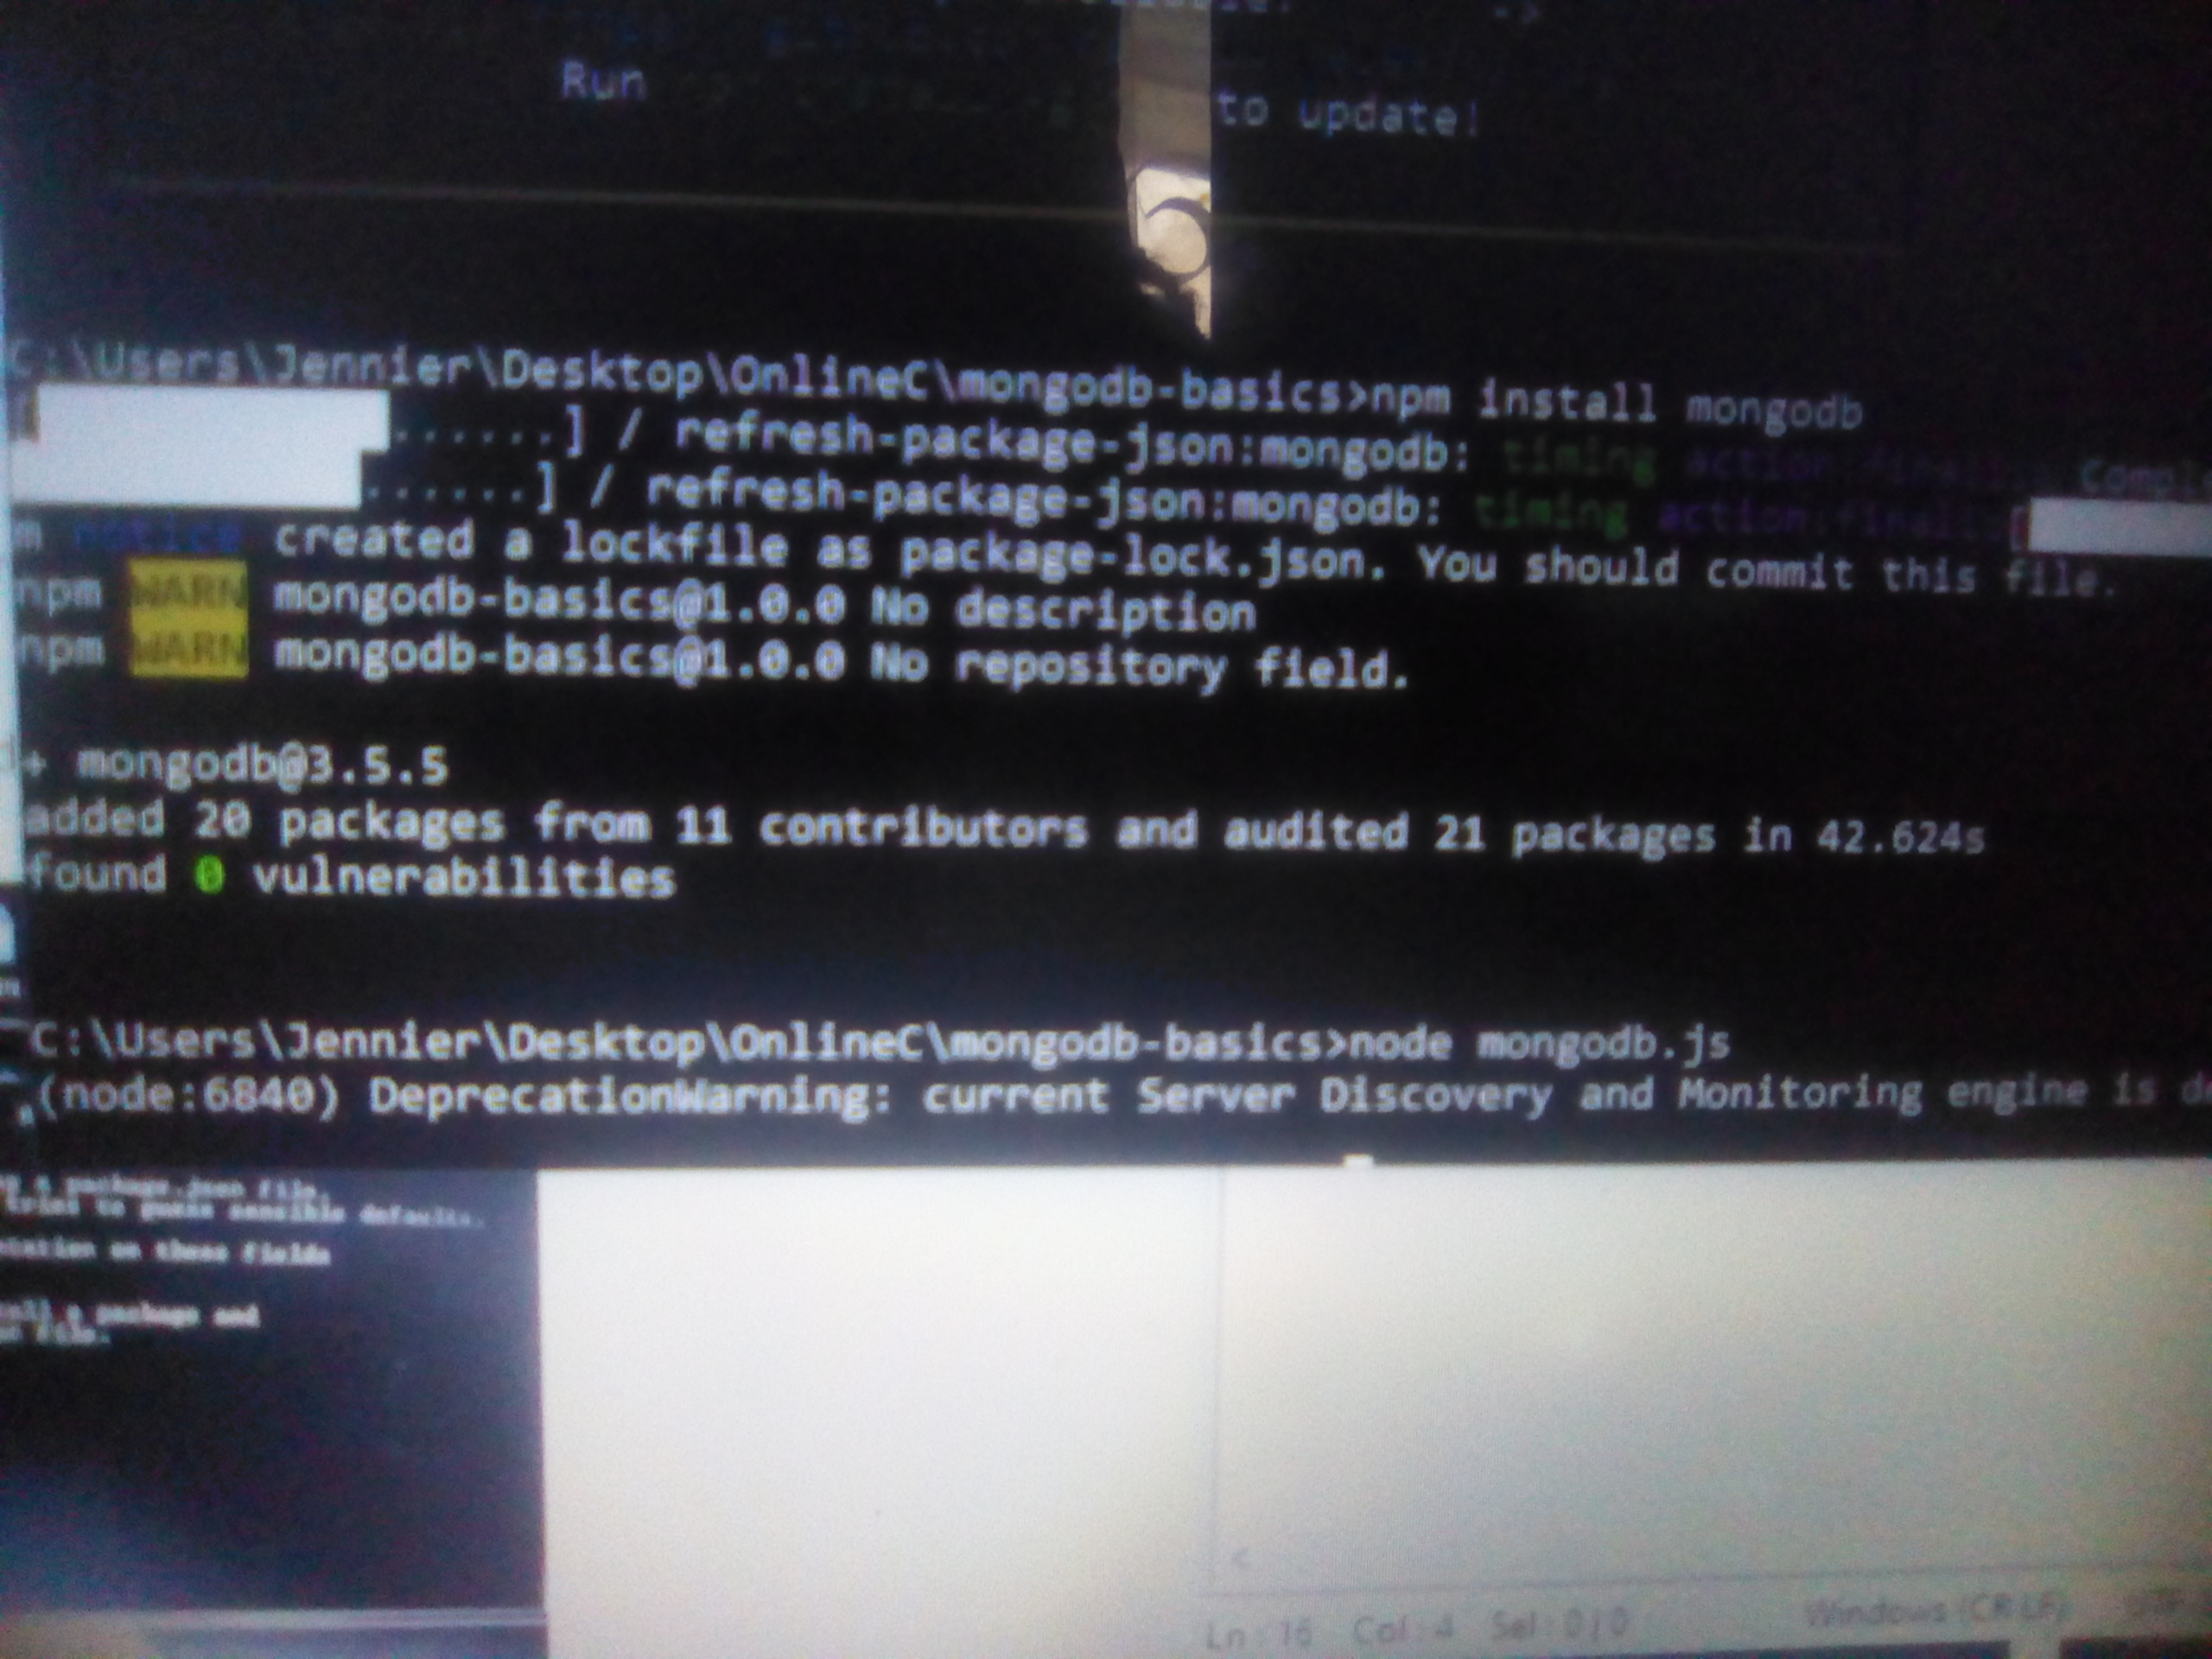 Run to update!
C:\Users\Jennier\Desktop\OnlineC\mongodb-basics>npm install mongodb
......] / refresh-package-json:mongodb: timing action:finalize Compl
......] / refresh-package-json:mongodb: timing action:finali[
m notice created a lockfile as package-lock.json. You should commit this file.
npm WARN mongodb-basics@1.0.0 No description
npm WARN mongodb-basics@1.0.0 No repository field.
+ mongodb@3.5.5
added 20 packages from 11 contributors and audited 21 packages in 42.624s
found 0 vulnerabilities
C:\Users\Jennier\Desktop\OnlineC\mongodb-basics>node mongodb.js
(node:6840) DeprecationWarning: current Server Discovery and Monitoring engine is de
a package.json file.
tries to guess sensible defaults.
on these fields
a package and
file.
Ln : 16 Col : 4 Sel : 0 | 0 Windows (CR LF)